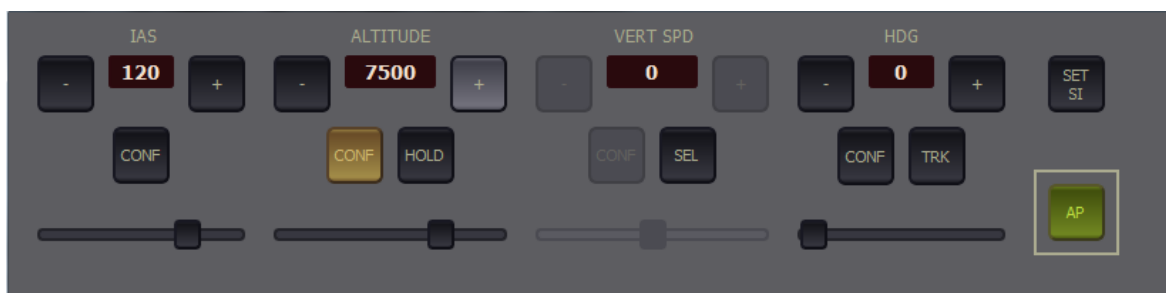 IAS ALTITUDE VERT SPD HDG
- 120 + - 7500 + - 0 + - 0 + SET
SI
CONF CONF HOLD CONF SEL CONF TRK
AP